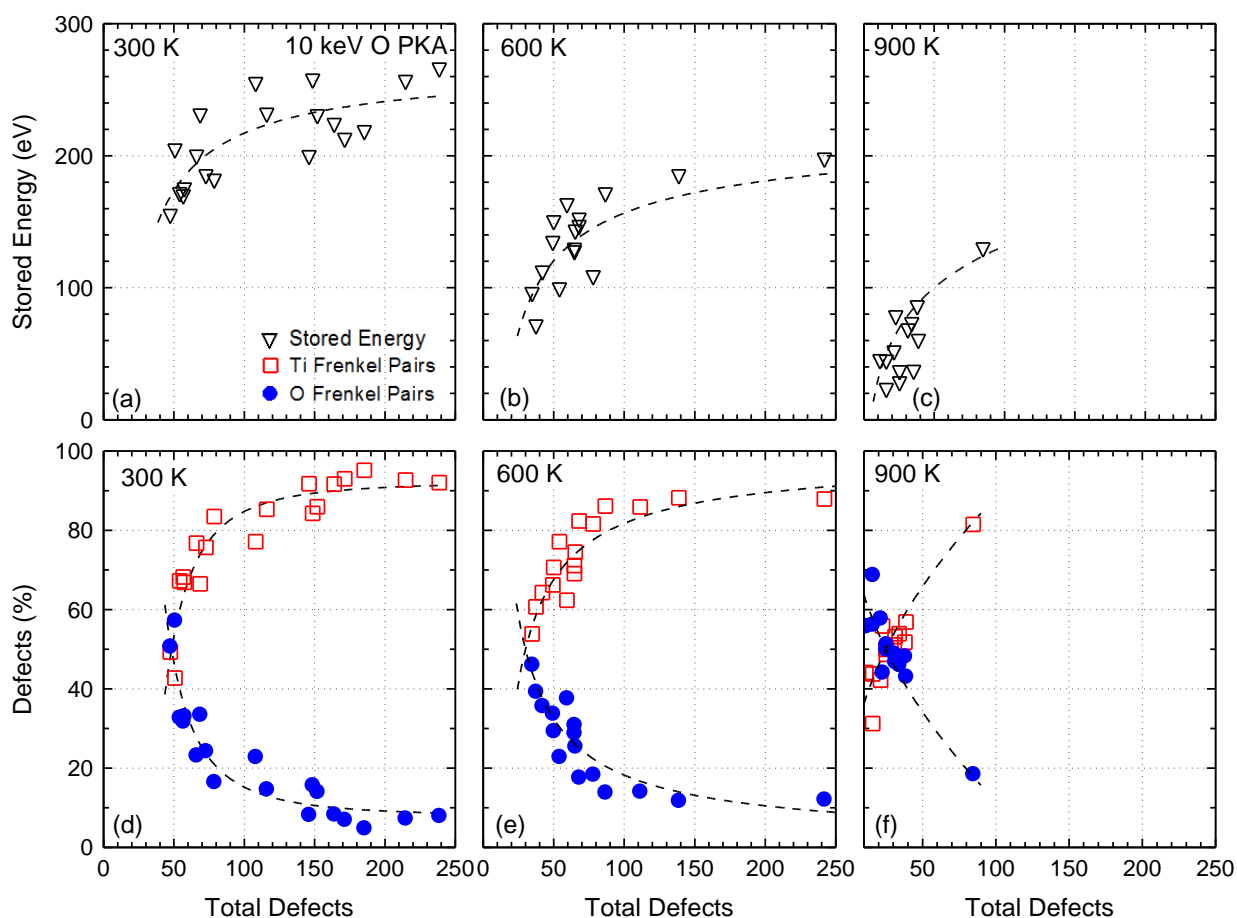 300
200
100
0
Stored Energy (eV)
300 K
10 keV O PKA
Stored Energy
Ti Frenkel Pairs
O Frenkel Pairs
(a)
600 K
(b)
900 K
(c)
100
80
60
40
20
0
Defects (%)
300 K
(d)
600 K
(e)
900 K
(f)
0 50 100 150 200 250
0 50 100 150 200 250
50 100 150 200 250
Total Defects
Total Defects
Total Defects